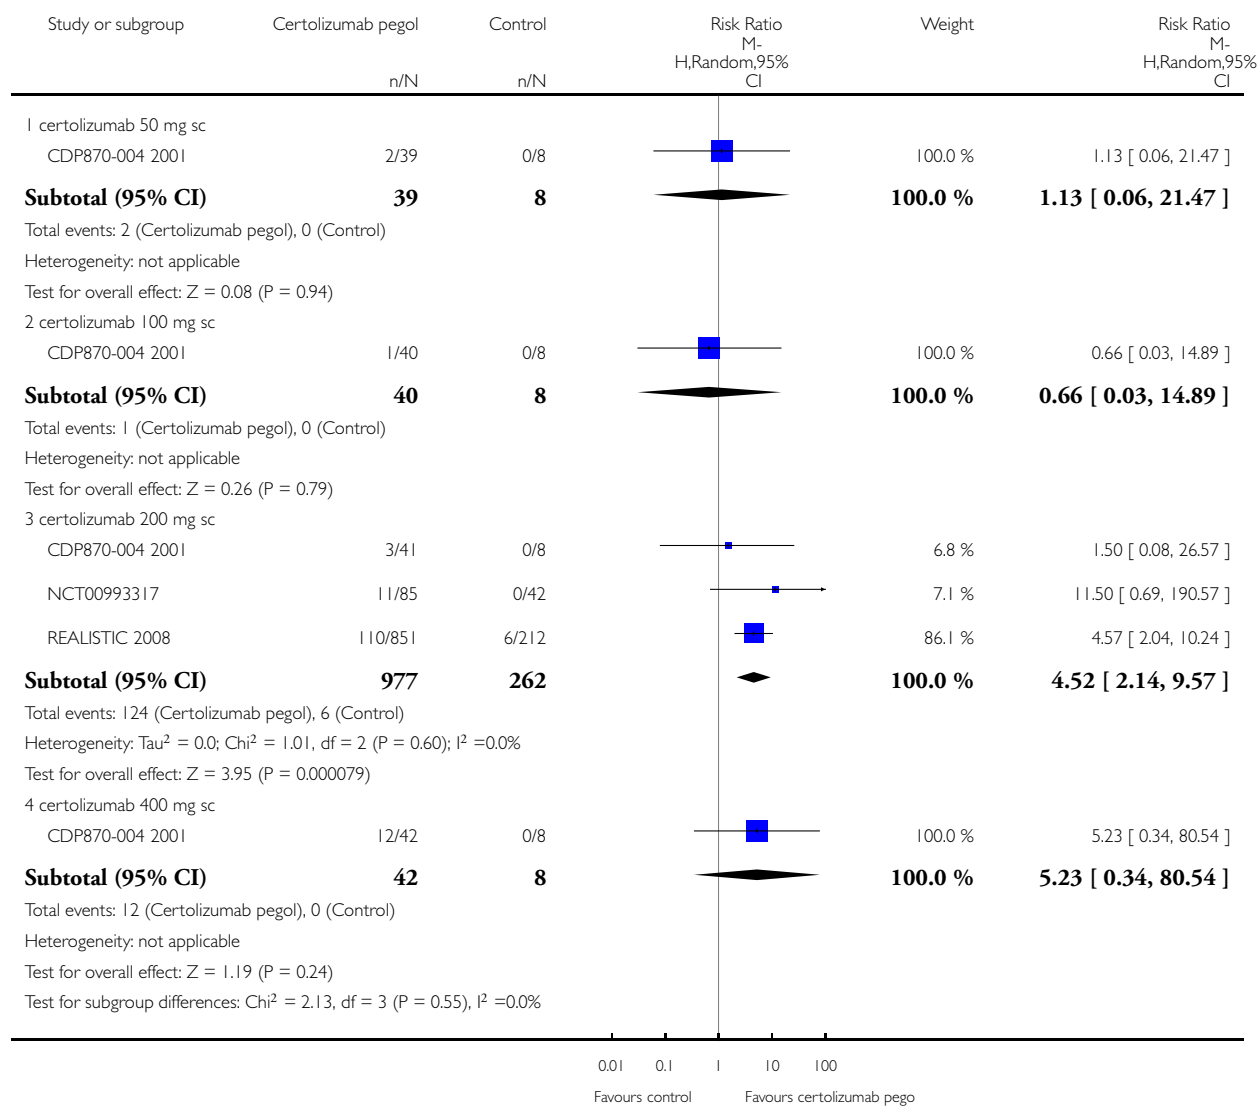 Study or subgroup Certolizumab pegol Control Risk Ratio Weight Risk Ratio
M- M-
H,Random,95% H,Random,95%
n/N n/N CI CI
1 certolizumab 50 mg sc
CDP870-004 2001 2/39 0/8 100.0 % 1.13 [ 0.06, 21.47 ]
Subtotal (95% CI) 39 8 100.0 % 1.13 [ 0.06, 21.47 ]
Total events: 2 (Certolizumab pegol), 0 (Control)
Heterogeneity: not applicable
Test for overall effect: Z = 0.08 (P = 0.94)
2 certolizumab 100 mg sc
CDP870-004 2001 1/40 0/8 100.0 % 0.66 [ 0.03, 14.89 ]
Subtotal (95% CI) 40 8 100.0 % 0.66 [ 0.03, 14.89 ]
Total events: 1 (Certolizumab pegol), 0 (Control)
Heterogeneity: not applicable
Test for overall effect: Z = 0.26 (P = 0.79)
3 certolizumab 200 mg sc
CDP870-004 2001 3/41 0/8 6.8 % 1.50 [ 0.08, 26.57 ]
NCT00993317 11/85 0/42 7.1 % 11.50 [ 0.69, 190.57 ]
REALISTIC 2008 110/851 6/212 86.1 % 4.57 [ 2.04, 10.24 ]
Subtotal (95% CI) 977 262 100.0 % 4.52 [ 2.14, 9.57 ]
Total events: 124 (Certolizumab pegol), 6 (Control)
Heterogeneity: Tau² = 0.0; Chi² = 1.01, df = 2 (P = 0.60); I² =0.0%
Test for overall effect: Z = 3.95 (P = 0.000079)
4 certolizumab 400 mg sc
CDP870-004 2001 12/42 0/8 100.0 % 5.23 [ 0.34, 80.54 ]
Subtotal (95% CI) 42 8 100.0 % 5.23 [ 0.34, 80.54 ]
Total events: 12 (Certolizumab pegol), 0 (Control)
Heterogeneity: not applicable
Test for overall effect: Z = 1.19 (P = 0.24)
Test for subgroup differences: Chi² = 2.13, df = 3 (P = 0.55), I² =0.0%
0.01 0.1 1 10 100
Favours control Favours certolizumab pego